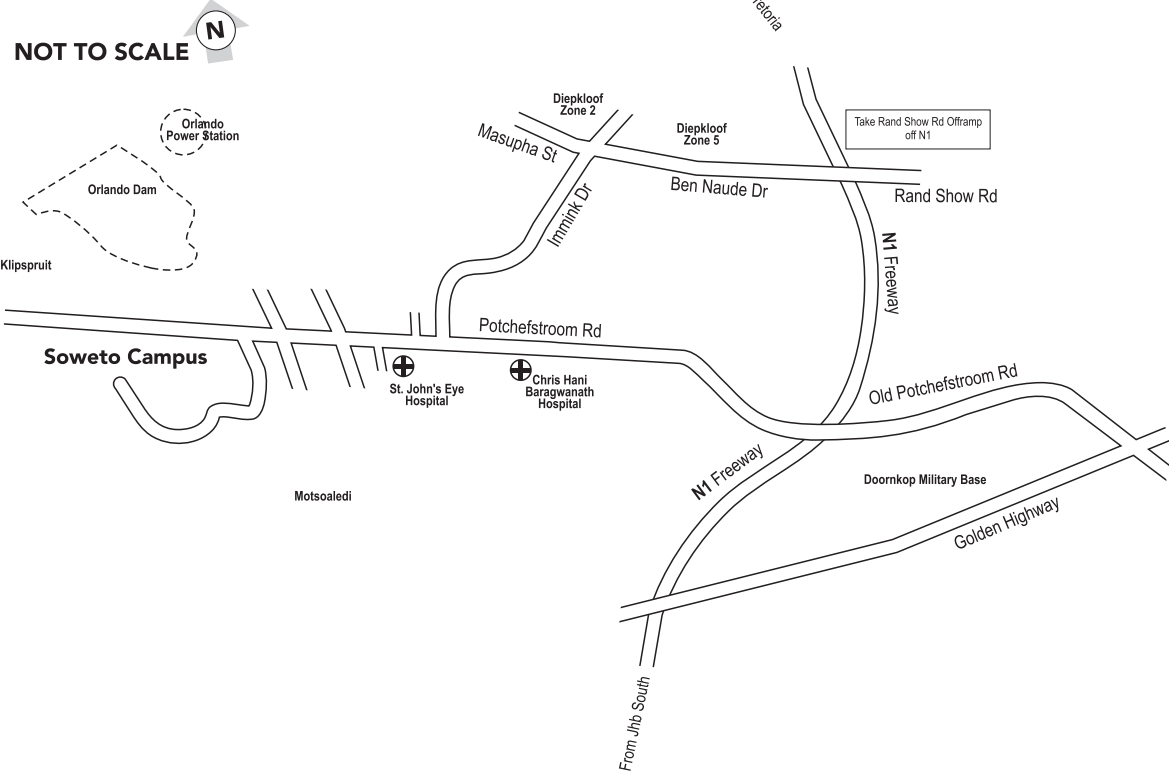 retoria
N
NOT TO SCALE
Diepkloof
Zone 2
Orlando
Power Station
Take Rand Show Rd Offramp
off N1
Diepkloof
Zone 5
Masupha St
Orlando Dam
Ben Naude Dr
Rand Show Rd
Immink Dr
N1 Freeway
Klipspruit
Potchefstroom Rd
Soweto Campus
St. John's Eye
Hospital
Chris Hani
Baragwanath
Hospital
Old Potchefstroom Rd
N1 Freeway
Doornkop Military Base
Motsoaledi
Golden Highway
From Jhb South